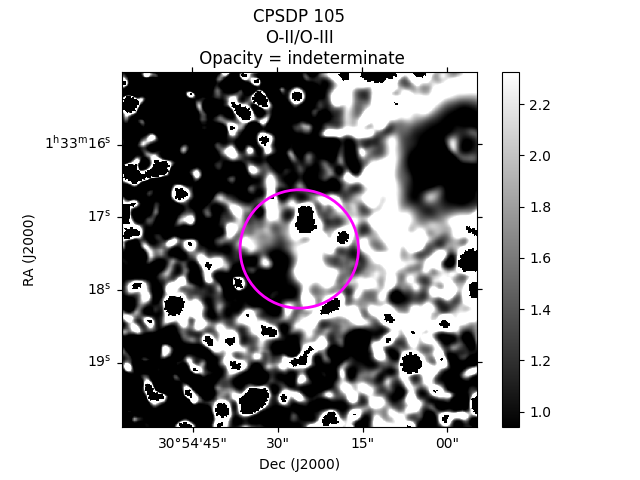 CPSDP 105
O-II/O-III
Opacity = indeterminate
1ʰ33ᵐ16ˢ
17ˢ
18ˢ
19ˢ
RA (J2000)
30°54'45"
30"
15"
00"
Dec (J2000)
2.2
2.0
1.8
1.6
1.4
1.2
1.0